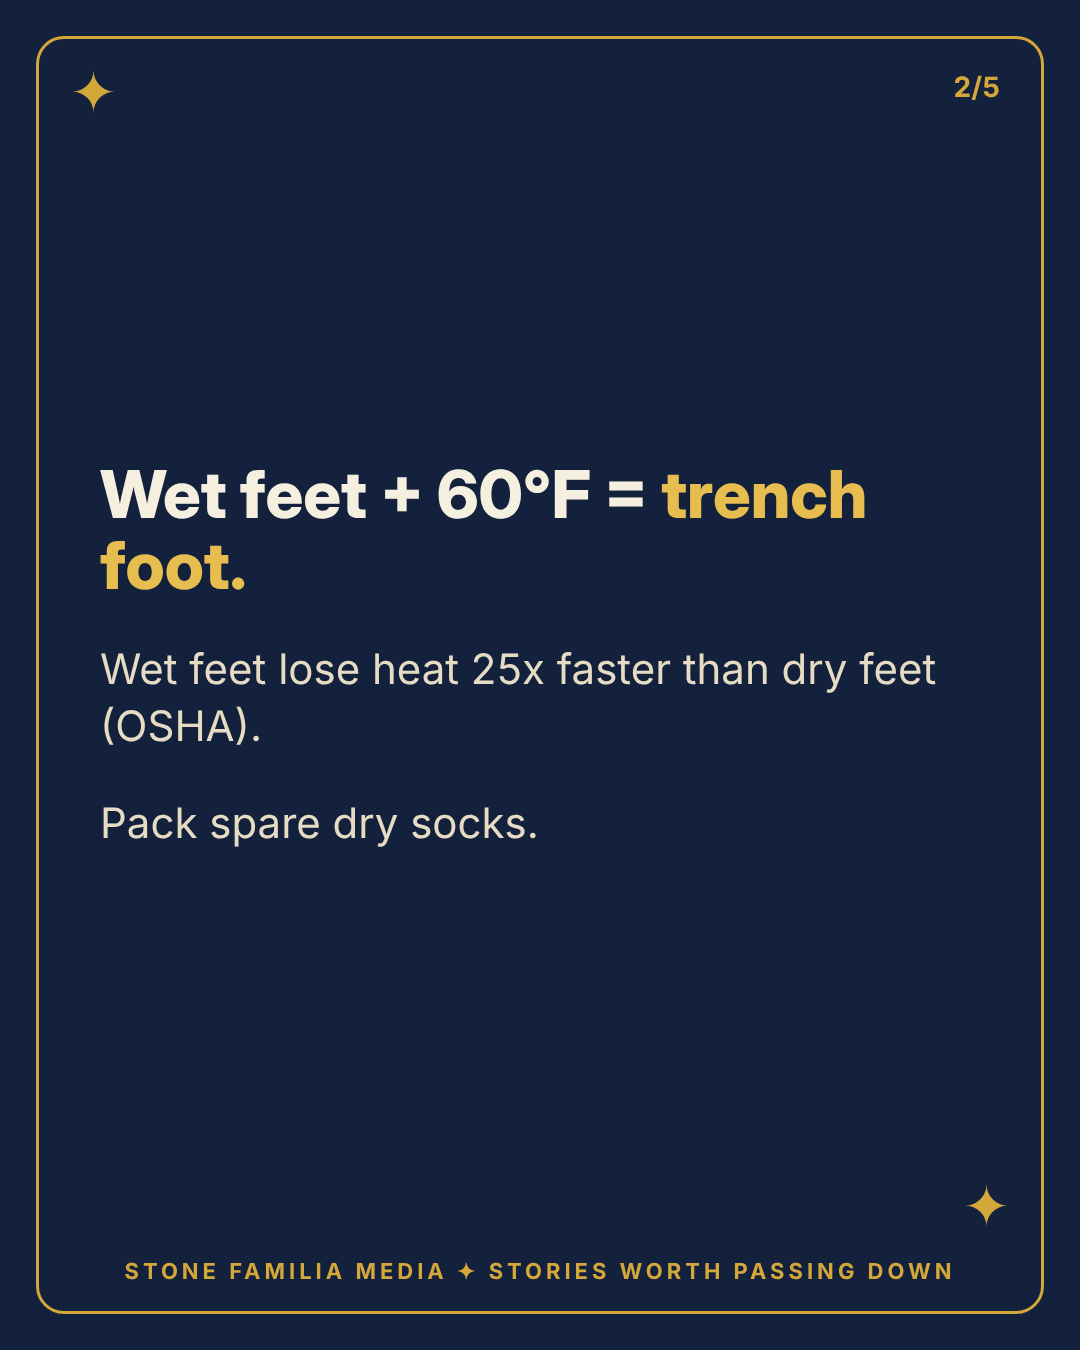 2/5
Wet feet + 60°F = trench
foot.
Wet feet lose heat 25x faster than dry feet
(OSHA).
Pack spare dry socks.
STONE FAMILIA MEDIA ✦ STORIES WORTH PASSING DOWN